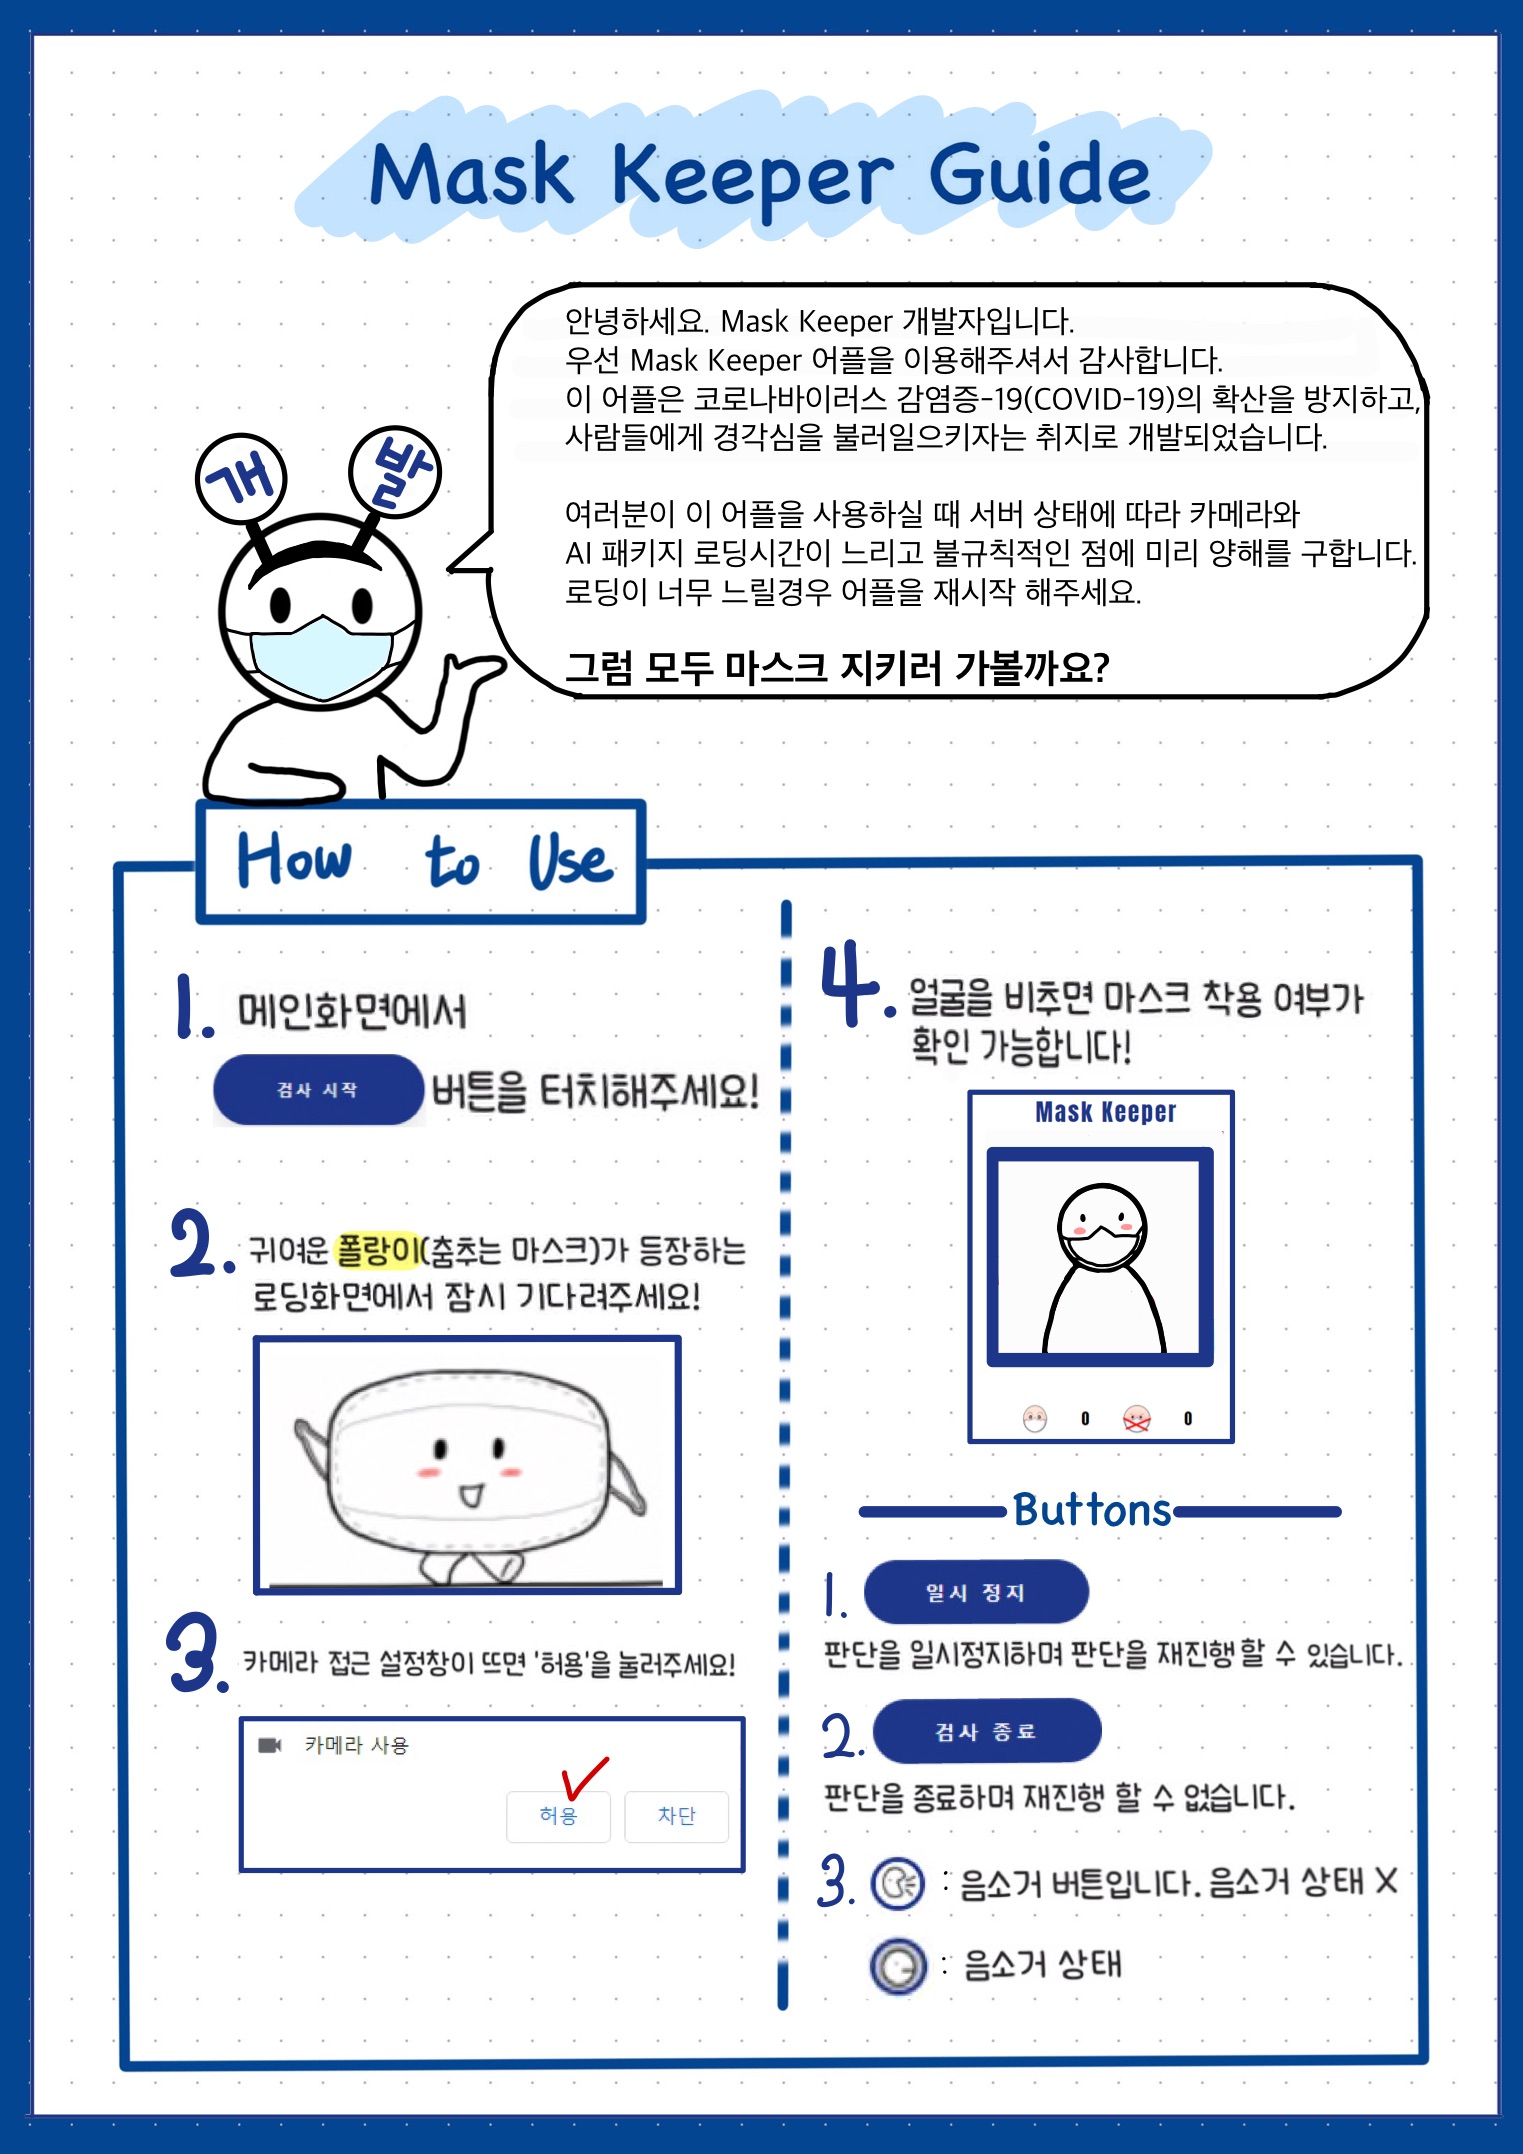 Mask Keeper Guide
안녕하세요. Mask Keeper 개발자입니다.
우선 Mask Keeper 어플을 이용해주셔서 감사합니다.
이 어플은 코로나바이러스 감염증-19(COVID-19)의 확산을 방지하고,
사람들에게 경각심을 불러일으키자는 취지로 개발되었습니다.
여러분이 이 어플을 사용하실 때 서버 상태에 따라 카메라와
AI 패키지 로딩시간이 느리고 불규칙적인 점에 미리 양해를 구합니다.
로딩이 너무 느릴경우 어플을 재시작 해주세요.
그럼 모두 마스크 지키러 가볼까요?
개 발
How to Use
1. 메인화면에서
검사 시작 버튼을 터치해주세요!
2. 귀여운 폴랑이(춤추는 마스크)가 등장하는
로딩화면에서 잠시 기다려주세요!
3. 카메라 접근 설정창이 뜨면 '허용'을 눌러주세요!
카메라 사용
허용 차단
4. 얼굴을 비추면 마스크 착용 여부가
확인 가능합니다!
Mask Keeper
0 0
Buttons
1. 일시 정지
판단을 일시정지하며 판단을 재진행할 수 있습니다.
2. 검사 종료
판단을 종료하며 재진행 할 수 없습니다.
3. : 음소거 버튼입니다. 음소거 상태 X
: 음소거 상태